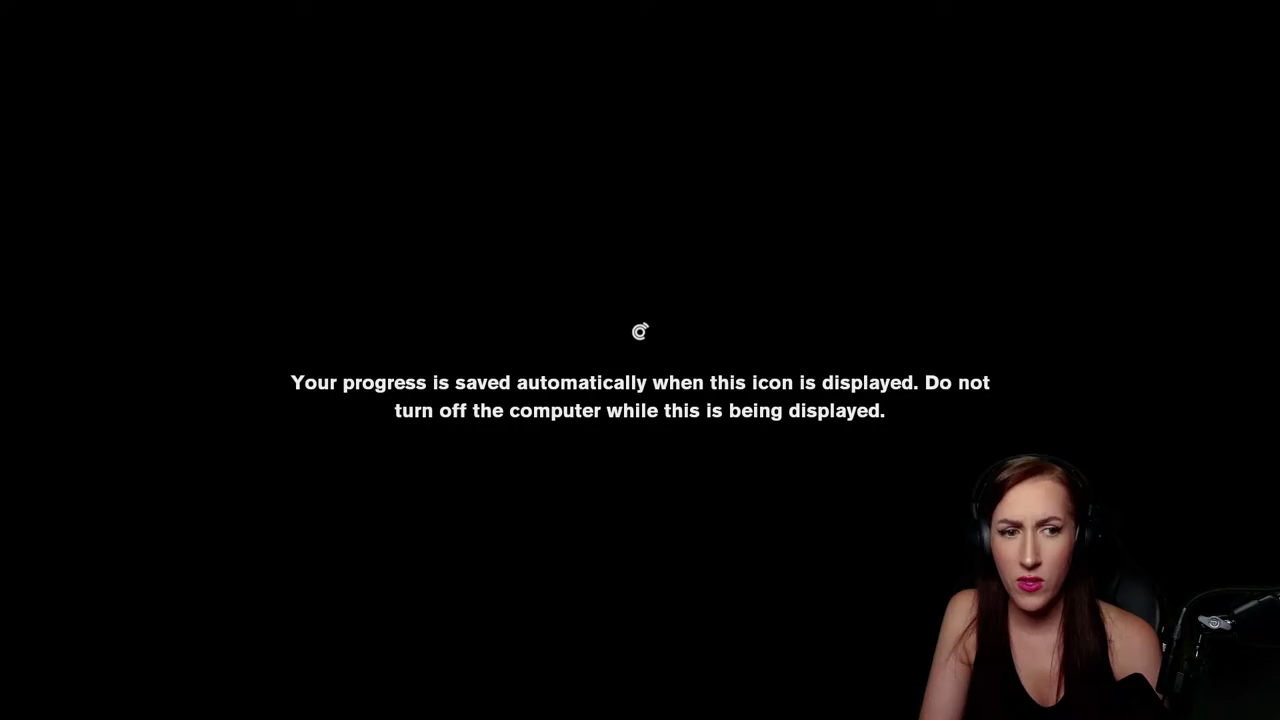 Your progress is saved automatically when this icon is displayed. Do not
turn off the computer while this is being displayed.